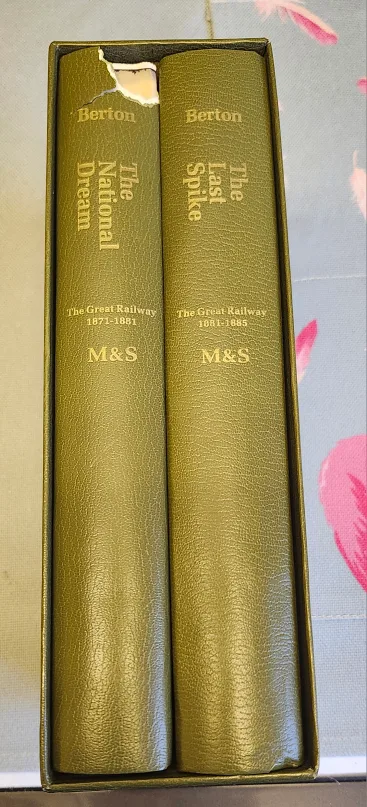 Berton
The
National
Dream
The Great Railway
1871-1881
M&S
Berton
The
Last
Spike
The Great Railway
1881-1885
M&S